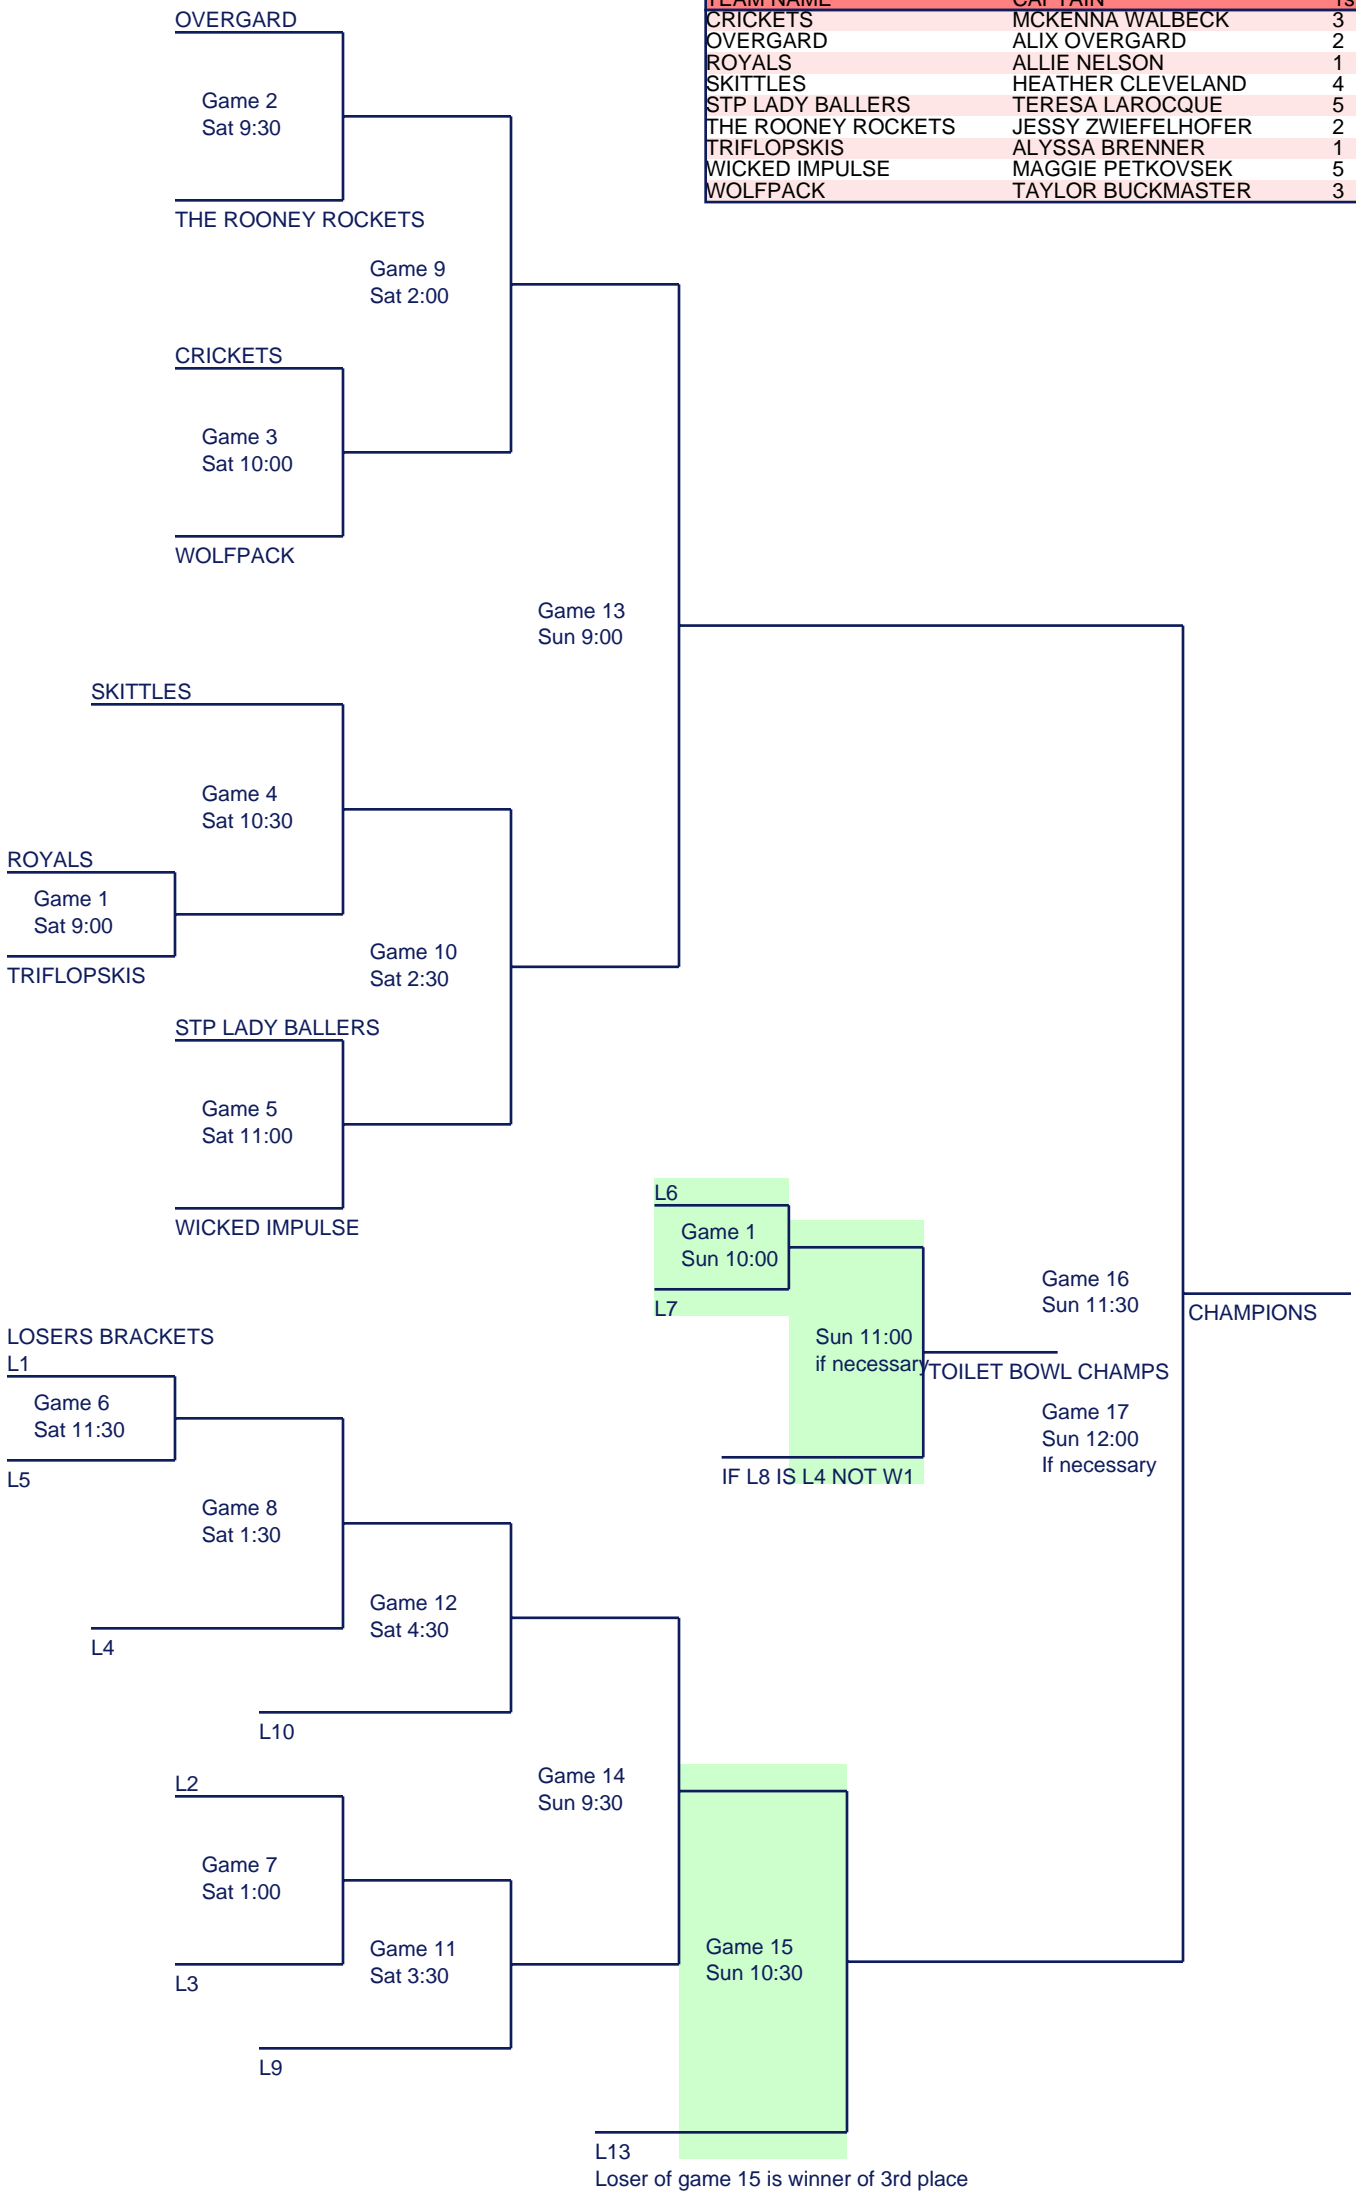 TEAM NAME CAPTAIN 1s
CRICKETS MCKENNA WALBECK 3
OVERGARD ALIX OVERGARD 2
ROYALS ALLIE NELSON 1
SKITTLES HEATHER CLEVELAND 4
STP LADY BALLERS TERESA LAROCQUE 5
THE ROONEY ROCKETS JESSY ZWIEFELHOFER 2
TRIFLOPSKIS ALYSSA BRENNER 1
WICKED IMPULSE MAGGIE PETKOVSEK 5
WOLFPACK TAYLOR BUCKMASTER 3
OVERGARD
Game 2
Sat 9:30
THE ROONEY ROCKETS
Game 9
Sat 2:00
CRICKETS
Game 3
Sat 10:00
WOLFPACK
Game 13
Sun 9:00
SKITTLES
Game 4
Sat 10:30
ROYALS
Game 1
Sat 9:00
TRIFLOPSKIS
Game 10
Sat 2:30
STP LADY BALLERS
Game 5
Sat 11:00
WICKED IMPULSE
L6
Game 1
Sun 10:00
L7
Sun 11:00
if necessary
TOILET BOWL CHAMPS
IF L8 IS L4 NOT W1
Game 16
Sun 11:30
CHAMPIONS
Game 17
Sun 12:00
If necessary
LOSERS BRACKETS
L1
Game 6
Sat 11:30
L5
Game 8
Sat 1:30
L4
Game 12
Sat 4:30
L10
L2
Game 14
Sun 9:30
Game 7
Sat 1:00
L3
Game 11
Sat 3:30
L9
Game 15
Sun 10:30
L13
Loser of game 15 is winner of 3rd place